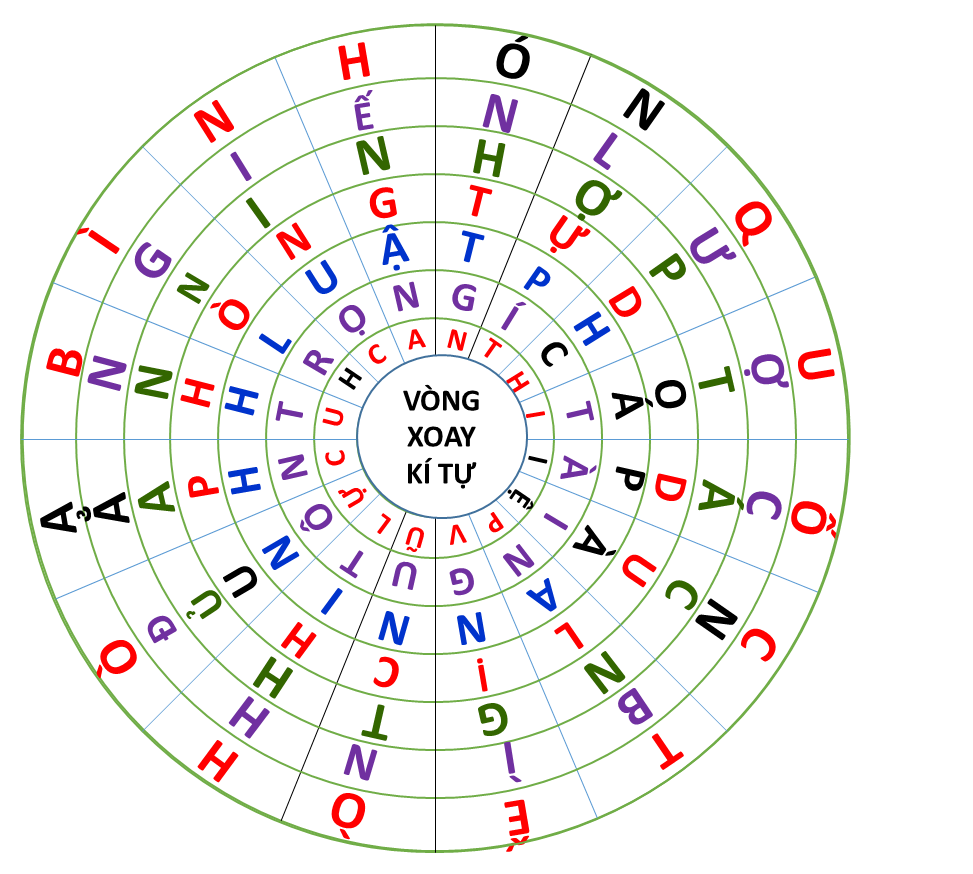 Ó N Q U Ố C T Ế Ò H Ò Ả B Ì N H
N L Ư Ợ C N B Ì N H Đ Ẳ N G I Ế
H Ợ P T Á C N G T H Ủ A N N I N
T Ự D O D U L Ị C H U P H Ò N G
T P H Á P À A N N I N H H L U Ậ
G Í C T À I N G U T Ô N T R Ọ N
N T H I I Ệ P V Ũ L Ự C U H C A
VÒNG
XOAY
KÍ TỰ